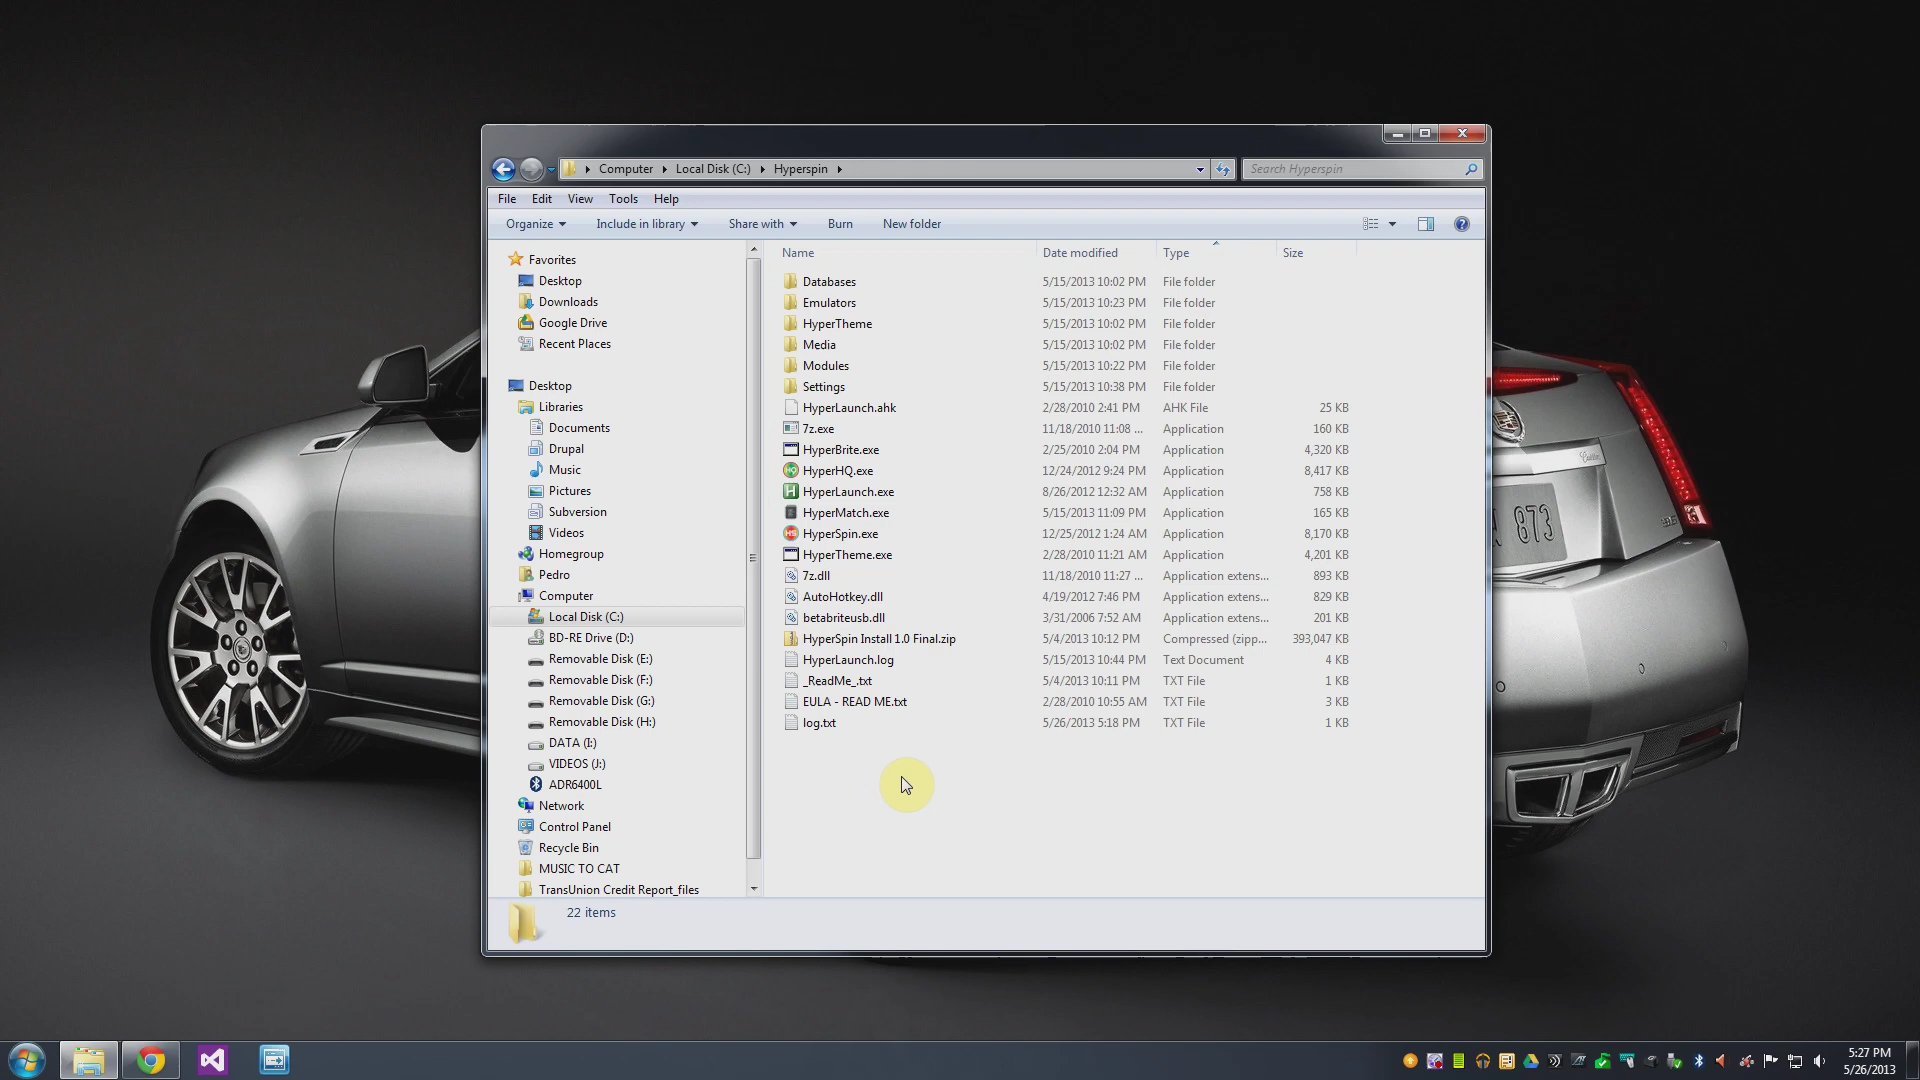 Computer Local Disk (C:) Hyperspin
Search Hyperspin
File Edit View Tools Help
Organize Include in library Share with Burn New folder
Name Date modified Type Size
Favorites
Desktop
Downloads
Google Drive
Recent Places
Desktop
Libraries
Documents
Drupal
Music
Pictures
Subversion
Videos
Homegroup
Pedro
Computer
Local Disk (C:)
BD-RE Drive (D:)
Removable Disk (E:)
Removable Disk (F:)
Removable Disk (G:)
Removable Disk (H:)
DATA (I:)
VIDEOS (J:)
ADR6400L
Network
Control Panel
Recycle Bin
MUSIC TO CAT
TransUnion Credit Report_files
Databases 5/15/2013 10:02 PM File folder
Emulators 5/15/2013 10:23 PM File folder
HyperTheme 5/15/2013 10:02 PM File folder
Media 5/15/2013 10:02 PM File folder
Modules 5/15/2013 10:22 PM File folder
Settings 5/15/2013 10:38 PM File folder
HyperLaunch.ahk 2/28/2010 2:41 PM AHK File 25 KB
7z.exe 11/18/2010 11:08 ... Application 160 KB
HyperBrite.exe 2/25/2010 2:04 PM Application 4,320 KB
HyperHQ.exe 12/24/2012 9:24 PM Application 8,417 KB
HyperLaunch.exe 8/26/2012 12:32 AM Application 758 KB
HyperMatch.exe 5/15/2013 11:09 PM Application 165 KB
HyperSpin.exe 12/25/2012 1:24 AM Application 8,170 KB
HyperTheme.exe 2/28/2010 11:21 AM Application 4,201 KB
7z.dll 11/18/2010 11:27 ... Application extens... 893 KB
AutoHotkey.dll 4/19/2012 7:46 PM Application extens... 829 KB
betabriteusb.dll 3/31/2006 7:52 AM Application extens... 201 KB
HyperSpin Install 1.0 Final.zip 5/4/2013 10:12 PM Compressed (zipp... 393,047 KB
HyperLaunch.log 5/15/2013 10:44 PM Text Document 4 KB
_ReadMe_.txt 5/4/2013 10:11 PM TXT File 1 KB
EULA - READ ME.txt 2/28/2010 10:55 AM TXT File 3 KB
log.txt 5/26/2013 5:18 PM TXT File 1 KB
22 items
873
5:27 PM
5/26/2013